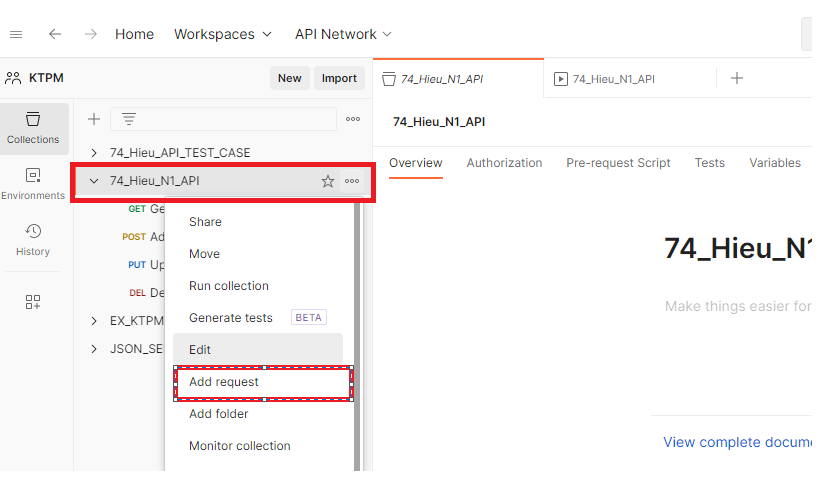 Home Workspaces API Network
KTPM New Import
74_Hieu_N1_API 74_Hieu_N1_API
Collections
74_Hieu_API_TEST_CASE
74_Hieu_N1_API
74_Hieu_N1_API
Overview Authorization Pre-request Script Tests Variables
Environments
GET Ge
POST Ad
PUT Up
DEL De
History
EX_KTPM
JSON_SE
Share
Move
Run collection
Generate tests BETA
Edit
Add request
Add folder
Monitor collection
74_Hieu_N1
Make things easier for
View complete docume